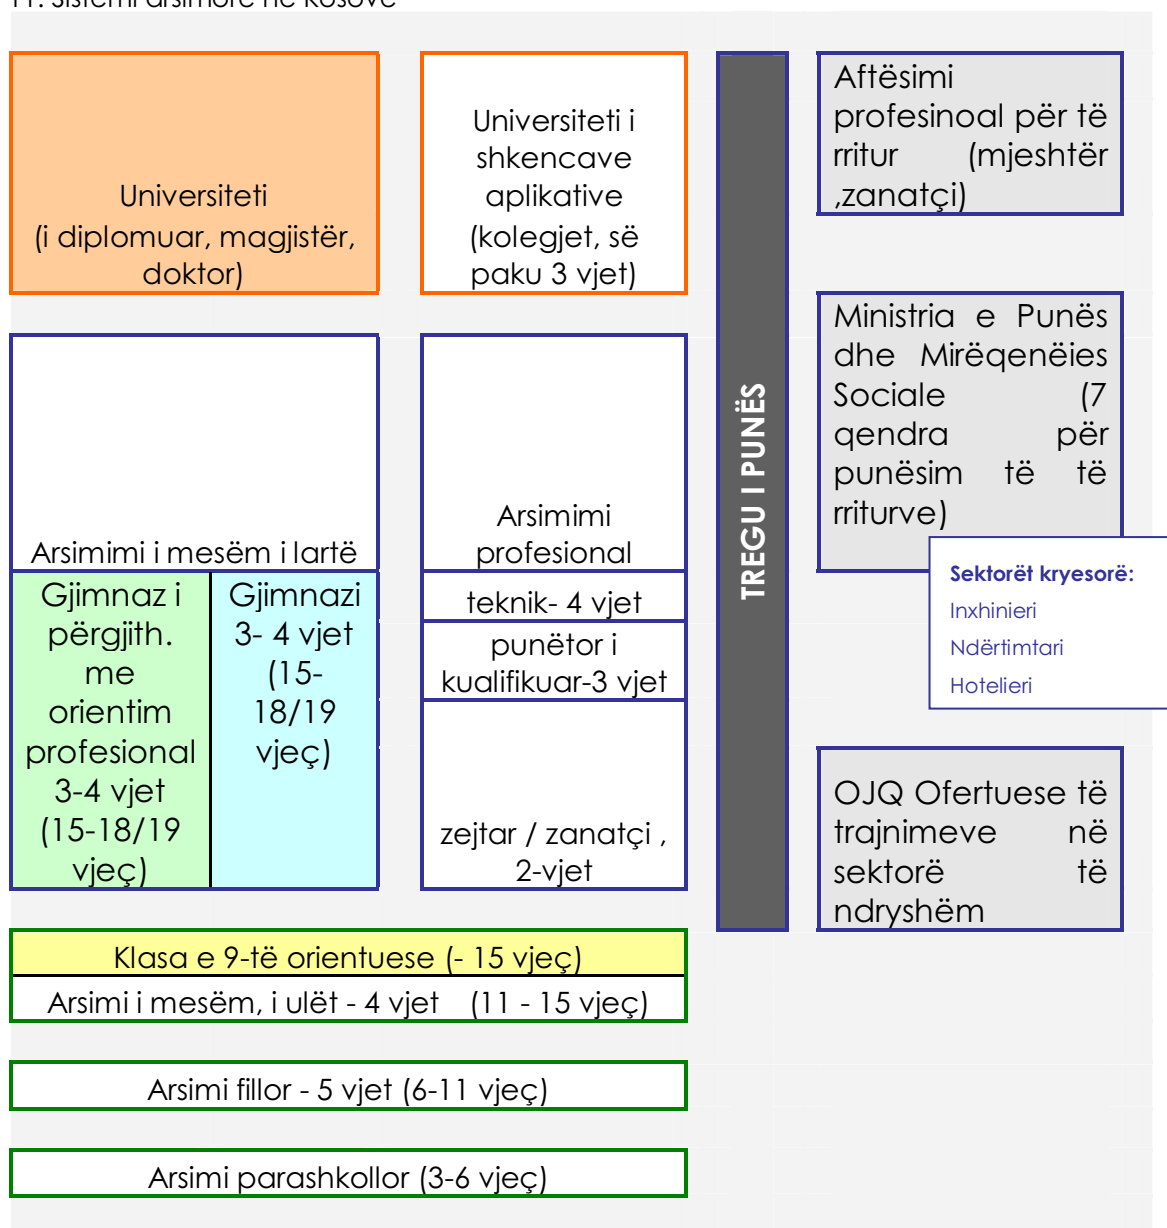 11. Sistemi arsimorë në Kosovë
Universiteti
(i diplomuar, magjistër,
doktor)
Universiteti i
shkencave
aplikative
(kolegjet, së
paku 3 vjet)
Arsimimi i mesëm i lartë
Gjimnaz i
përgjith.
me
orientim
profesional
3-4 vjet
(15-18/19
vjeç)
Gjimnazi
3- 4 vjet
(15-
18/19
vjeç)
Arsimimi
profesional
teknik- 4 vjet
punëtor i
kualifikuar-3 vjet
zejtar / zanatçi ,
2-vjet
TREGU I PUNËS
Aftësimi
profesinoal për të
rritur (mjeshtër
,zanatçi)
Ministria e Punës
dhe Mirëqenëies
Sociale (7
qendra për
punësim të të
rriturve)
Sektorët kryesorë:
Inxhinieri
Ndërtimtari
Hotelieri
OJQ Ofertuese të
trajnimeve në
sektorë të
ndryshëm
Klasa e 9-të orientuese (- 15 vjeç)
Arsimi i mesëm, i ulët - 4 vjet (11 - 15 vjeç)
Arsimi fillor - 5 vjet (6-11 vjeç)
Arsimi parashkollor (3-6 vjeç)